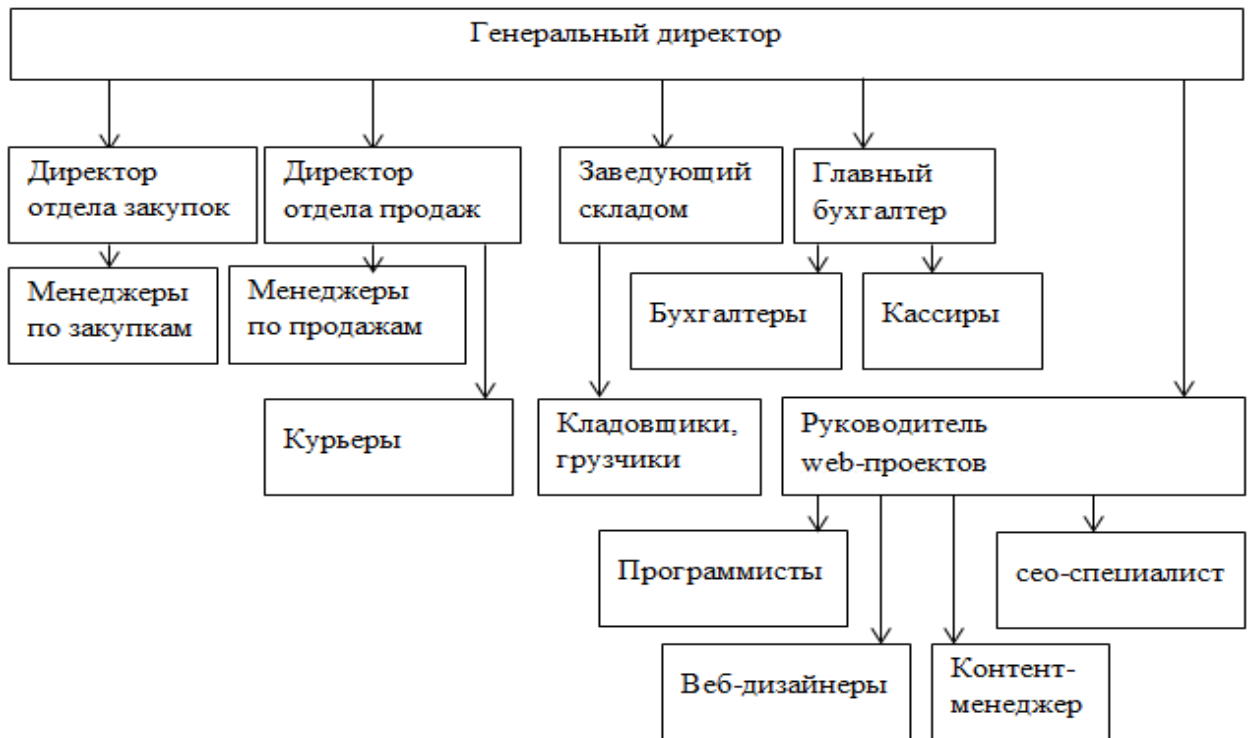 Генеральный директор
Директор
отдела закупок
Директор
отдела продаж
Заведующий
складом
Главный
бухгалтер
Менеджеры
по закупкам
Менеджеры
по продажам
Бухгалтеры
Кассиры
Курьеры
Кладовщики,
грузчики
Руководитель
web-проектов
Программисты
сео-специалист
Веб-дизайнеры
Контент-
менеджер